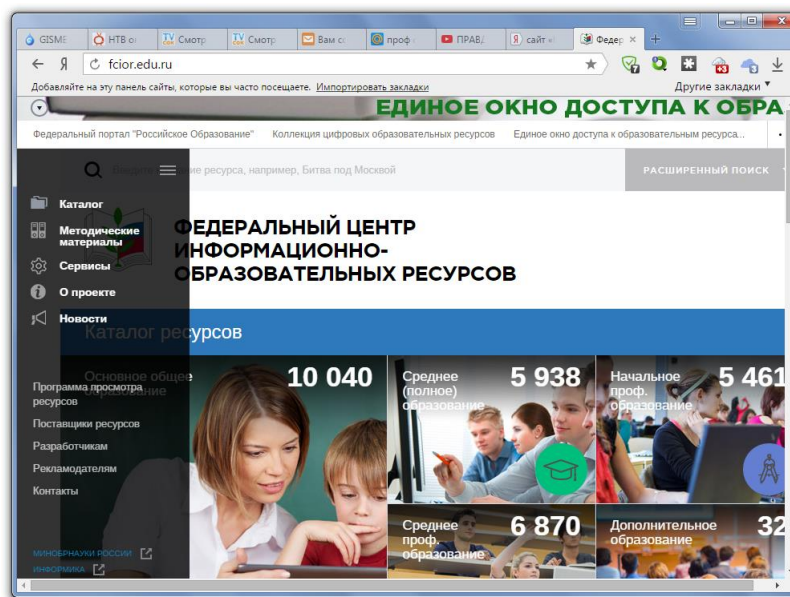 GISME
НТВ он
Смотр
Смотр
Вам со
проф
ПРАВД
сайт «
Федер
fcior.edu.ru
Добавляйте на эту панель сайты, которые вы часто посещаете. Импортировать закладки
Другие закладки
ЕДИНОЕ ОКНО ДОСТУПА К ОБРА
Федеральный портал "Российское Образование"
Коллекция цифровых образовательных ресурсов
Единое окно доступа к образовательным ресурса...
ие ресурса, например, Битва под Москвой
РАСШИРЕННЫЙ ПОИСК
Каталог
Методические
материалы
Сервисы
О проекте
Новости
ФЕДЕРАЛЬНЫЙ ЦЕНТР
ИНФОРМАЦИОННО-
ОБРАЗОВАТЕЛЬНЫХ РЕСУРСОВ
Каталог ресурсов
Основное общее
образование
10 040
Среднее
(полное)
образование
5 938
Начальное
проф.
образование
5 461
Программа просмотра
ресурсов
Поставщики ресурсов
Разработчикам
Рекламодателям
Контакты
Среднее
проф.
образование
6 870
Дополнительное
образование
32
МИНОБРНАУКИ РОССИИ
ИНФОРМИКА